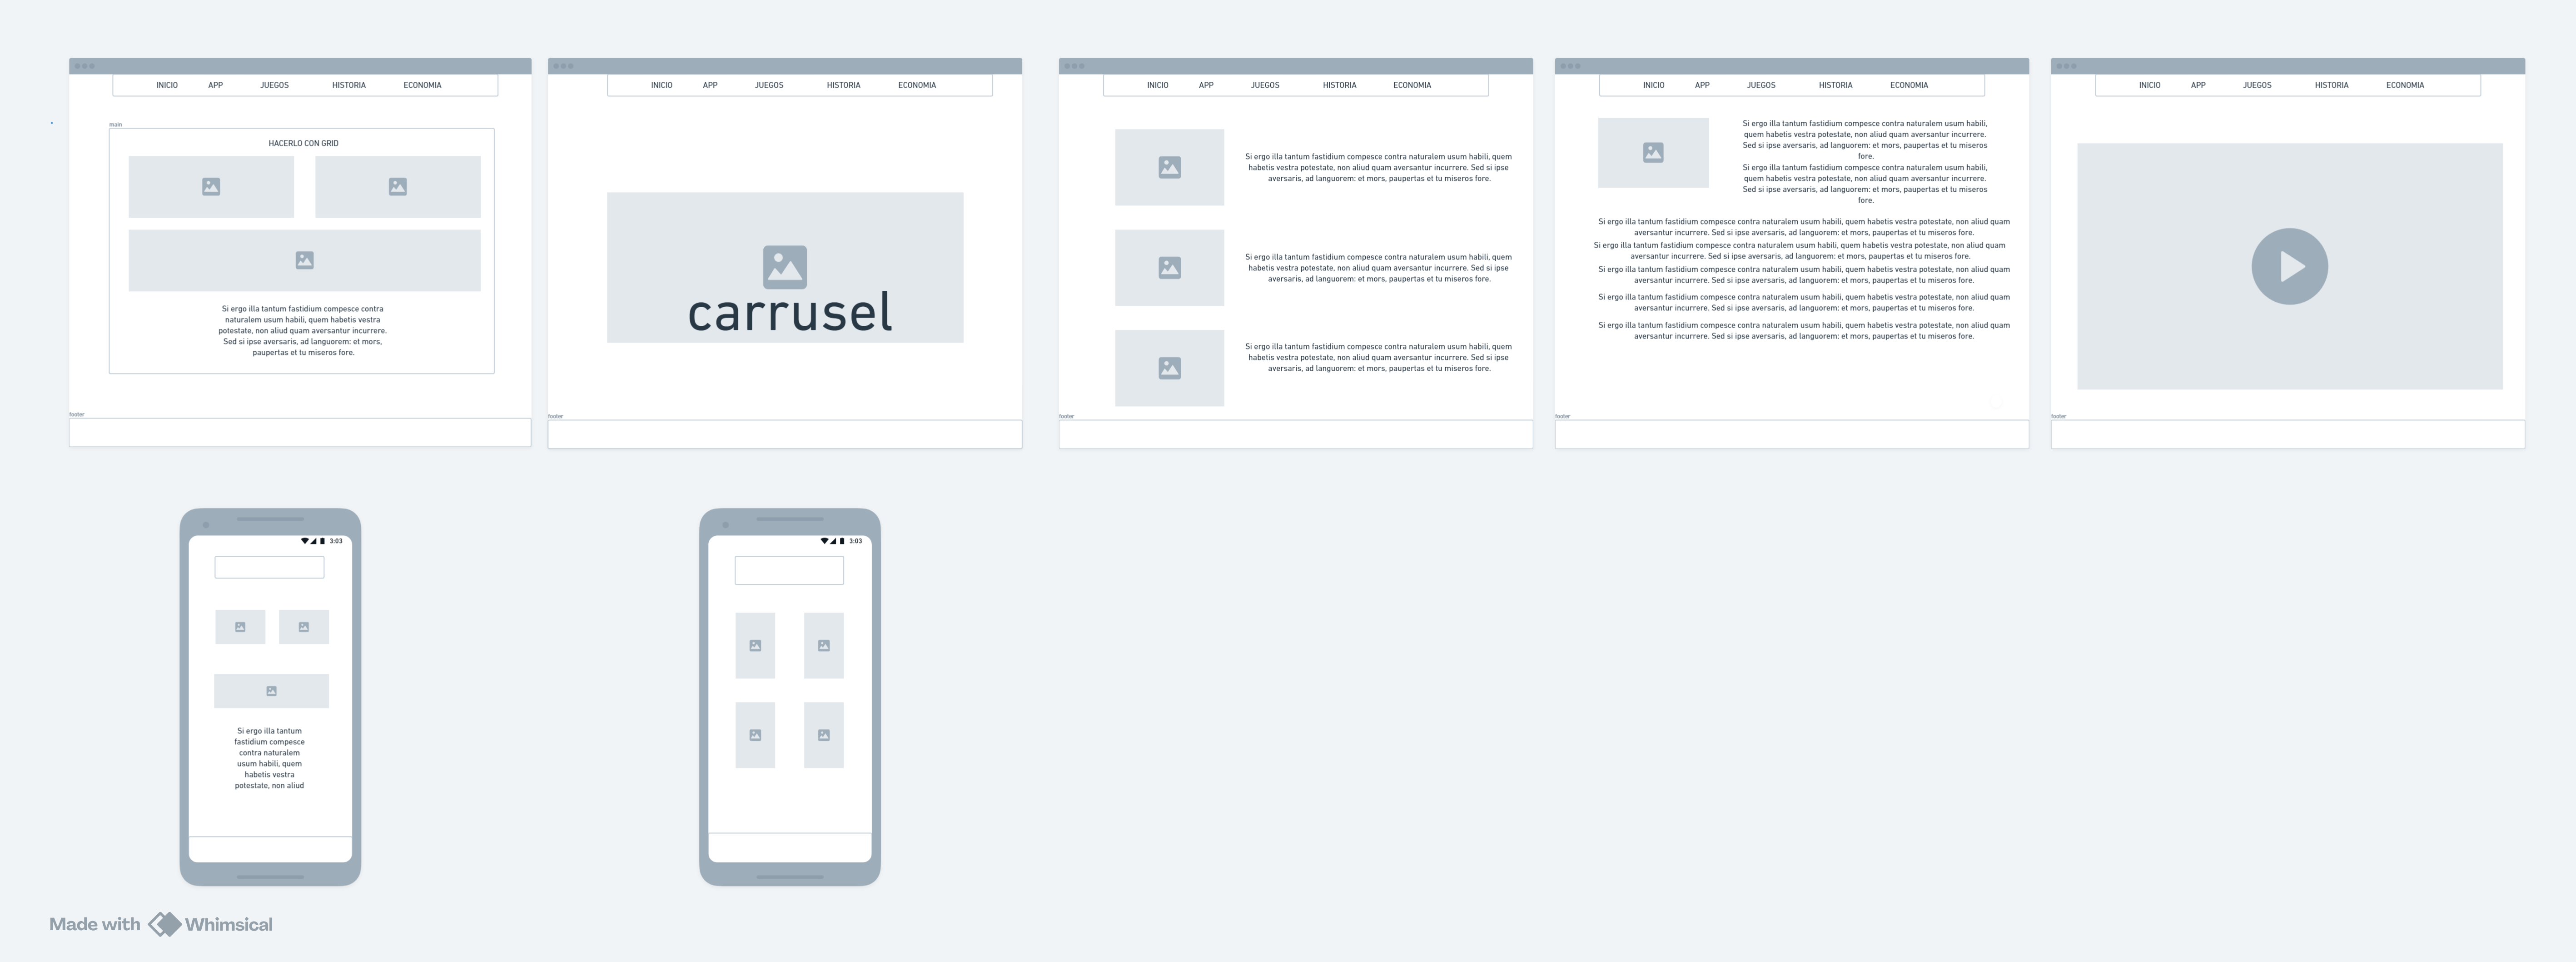 INICIO APP JUEGOS HISTORIA ECONOMIA
main
HACERLO CON GRID
Si ergo illa tantum fastidium compesce contra
naturalem usum habili, quem habetis vestra
potestate, non aliud quam aversantur incurrere.
Sed si ipse aversaris, ad languorem: et mors,
paupertas et tu miseros fore.
footer
INICIO APP JUEGOS HISTORIA ECONOMIA
carrusel
footer
INICIO APP JUEGOS HISTORIA ECONOMIA
Si ergo illa tantum fastidium compesce contra naturalem usum habili, quem
habetis vestra potestate, non aliud quam aversantur incurrere. Sed si ipse
aversaris, ad languorem: et mors, paupertas et tu miseros fore.
Si ergo illa tantum fastidium compesce contra naturalem usum habili, quem
habetis vestra potestate, non aliud quam aversantur incurrere. Sed si ipse
aversaris, ad languorem: et mors, paupertas et tu miseros fore.
Si ergo illa tantum fastidium compesce contra naturalem usum habili, quem
habetis vestra potestate, non aliud quam aversantur incurrere. Sed si ipse
aversaris, ad languorem: et mors, paupertas et tu miseros fore.
footer
INICIO APP JUEGOS HISTORIA ECONOMIA
Si ergo illa tantum fastidium compesce contra naturalem usum habili,
quem habetis vestra potestate, non aliud quam aversantur incurrere.
Sed si ipse aversaris, ad languorem: et mors, paupertas et tu miseros
fore.
Si ergo illa tantum fastidium compesce contra naturalem usum habili,
quem habetis vestra potestate, non aliud quam aversantur incurrere.
Sed si ipse aversaris, ad languorem: et mors, paupertas et tu miseros
fore.
Si ergo illa tantum fastidium compesce contra naturalem usum habili, quem habetis vestra potestate, non aliud quam
aversantur incurrere. Sed si ipse aversaris, ad languorem: et mors, paupertas et tu miseros fore.
Si ergo illa tantum fastidium compesce contra naturalem usum habili, quem habetis vestra potestate, non aliud quam
aversantur incurrere. Sed si ipse aversaris, ad languorem: et mors, paupertas et tu miseros fore.
Si ergo illa tantum fastidium compesce contra naturalem usum habili, quem habetis vestra potestate, non aliud quam
aversantur incurrere. Sed si ipse aversaris, ad languorem: et mors, paupertas et tu miseros fore.
Si ergo illa tantum fastidium compesce contra naturalem usum habili, quem habetis vestra potestate, non aliud quam
aversantur incurrere. Sed si ipse aversaris, ad languorem: et mors, paupertas et tu miseros fore.
Si ergo illa tantum fastidium compesce contra naturalem usum habili, quem habetis vestra potestate, non aliud quam
aversantur incurrere. Sed si ipse aversaris, ad languorem: et mors, paupertas et tu miseros fore.
footer
INICIO APP JUEGOS HISTORIA ECONOMIA
footer
3:03
Si ergo illa tantum
fastidium compesce
contra naturalem
usum habili, quem
habetis vestra
potestate, non aliud
3:03
Made with Whimsical